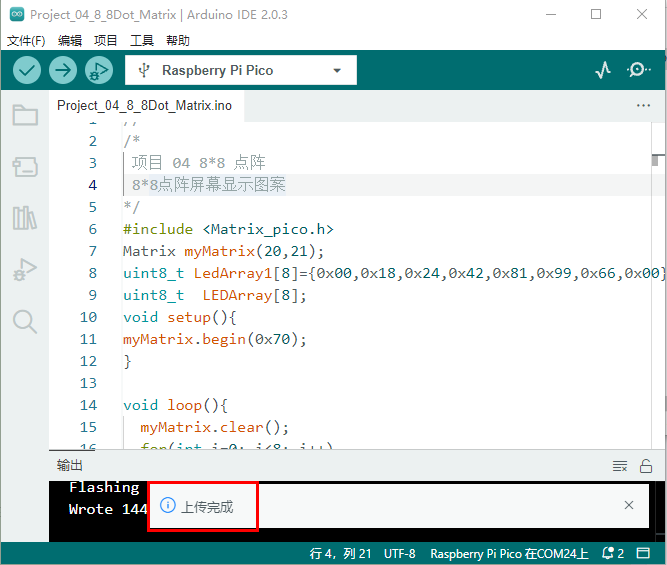 Project_04_8_8Dot_Matrix | Arduino IDE 2.0.3
文件(F) 编辑 项目 工具 帮助
Raspberry Pi Pico
Project_04_8_8Dot_Matrix.ino
2 /*
3 项目 04 8*8 点阵
4 8*8点阵屏幕显示图案
5 */
6 #include <Matrix_pico.h>
7 Matrix myMatrix(20,21);
8 uint8_t LedArray1[8]={0x00,0x18,0x24,0x42,0x81,0x99,0x66,0x00}
9 uint8_t  LEDArray[8];
10 void setup(){
11 myMatrix.begin(0x70);
12 }
13
14 void loop(){
15 myMatrix.clear();
16 for(int i=0; i<8; i++)
输出
Flashing
Wrote 144
上传完成
行 4，列 21 UTF-8 Raspberry Pi Pico 在COM24上 2